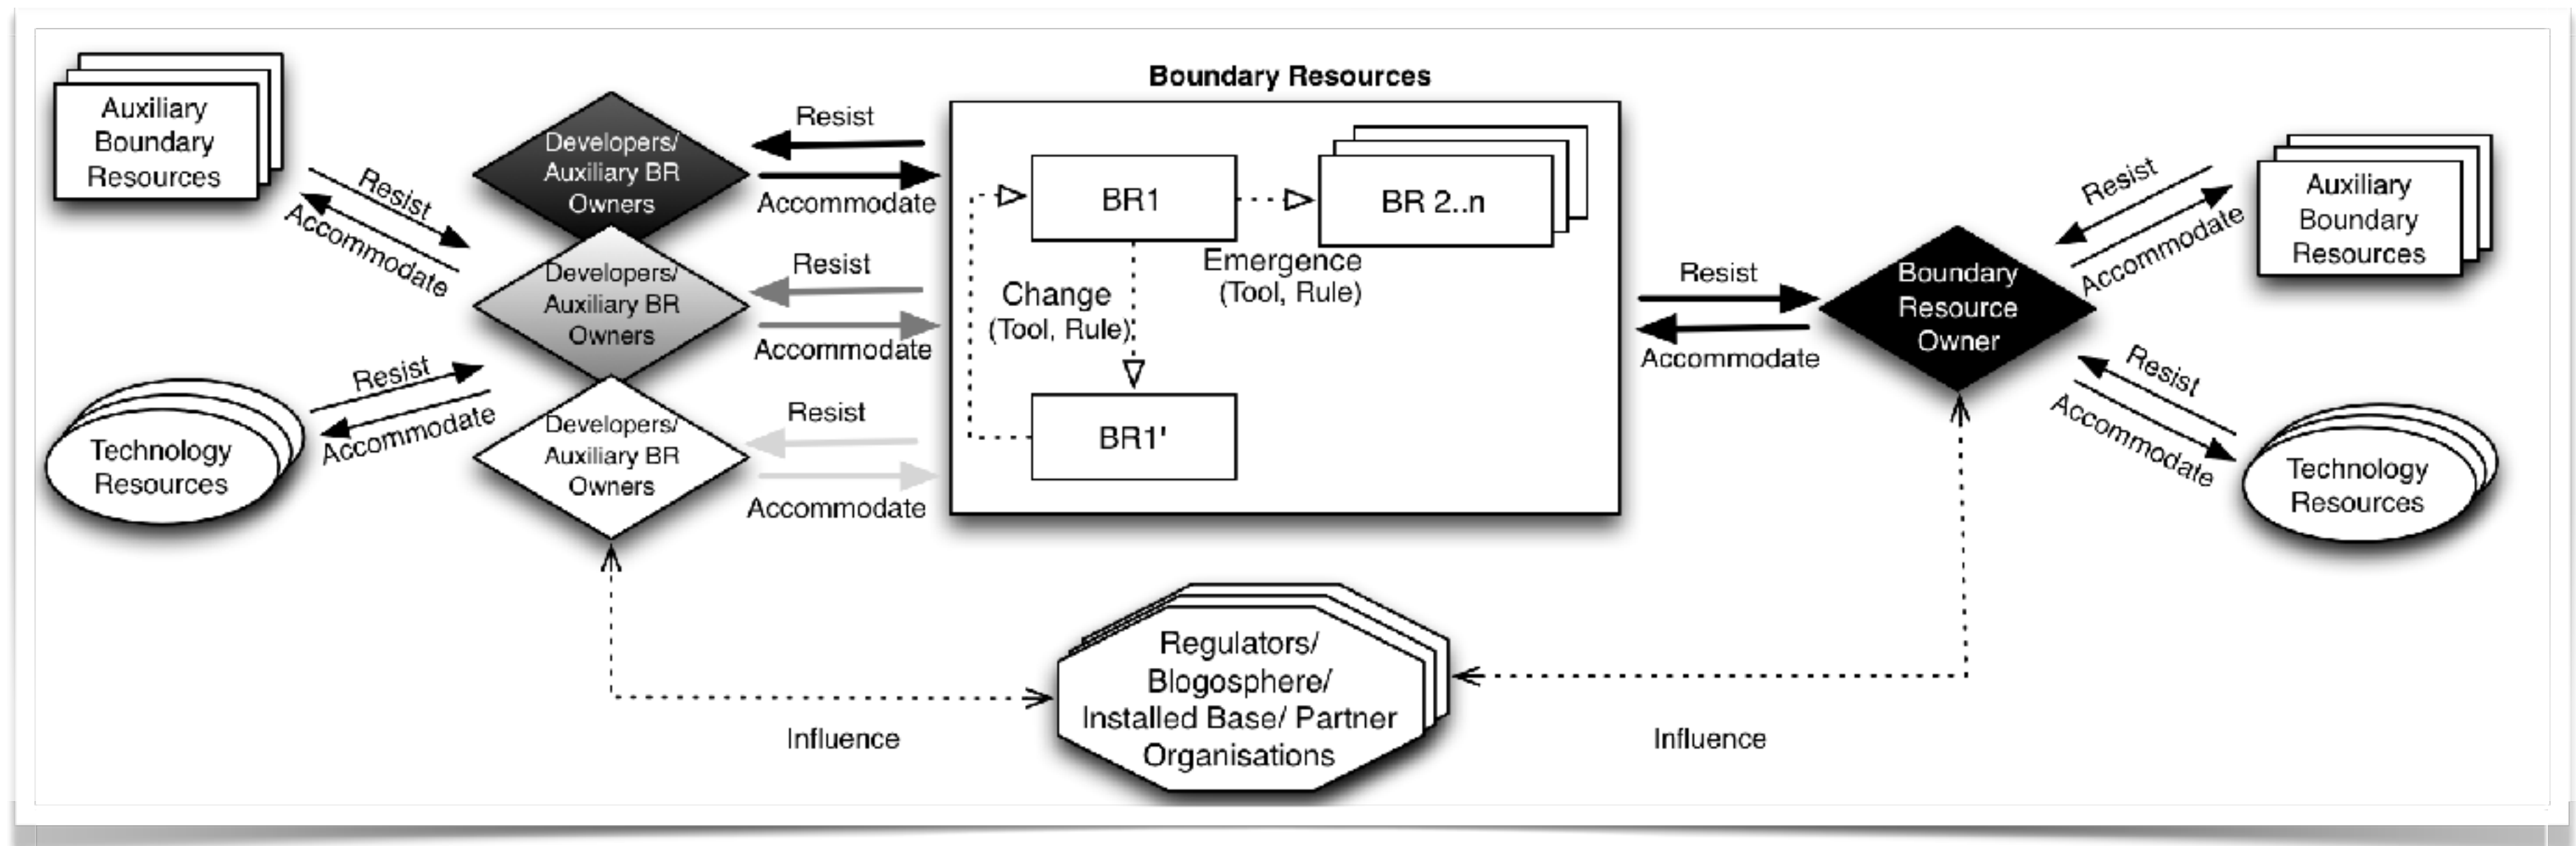 Boundary Resources
Auxiliary
Boundary
Resources
Resist
Accommodate
Technology
Resources
Resist
Accommodate
Developers/
Auxiliary BR
Owners
Developers/
Auxiliary BR
Owners
Developers/
Auxiliary BR
Owners
Resist
Accommodate
Resist
Accommodate
Resist
Accommodate
BR1
BR 2..n
Emergence
(Tool, Rule)
Change
(Tool, Rule)
BR1'
Resist
Accommodate
Boundary
Resource
Owner
Resist
Accommodate
Auxiliary
Boundary
Resources
Resist
Accommodate
Technology
Resources
Regulators/
Blogosphere/
Installed Base/ Partner
Organisations
Influence
Influence